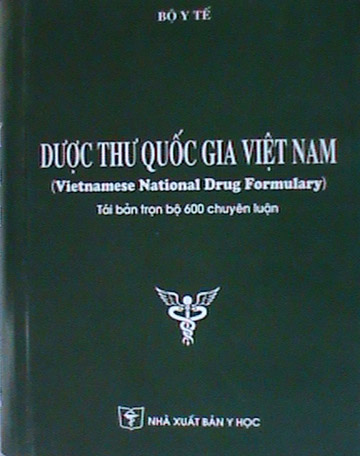 BỘ Y TẾ
DƯỢC THƯ QUỐC GIA VIỆT NAM
(Vietnamese National Drug Formulary)
Tái bản trọn bộ 600 chuyên luận
NHÀ XUẤT BẢN Y HỌC